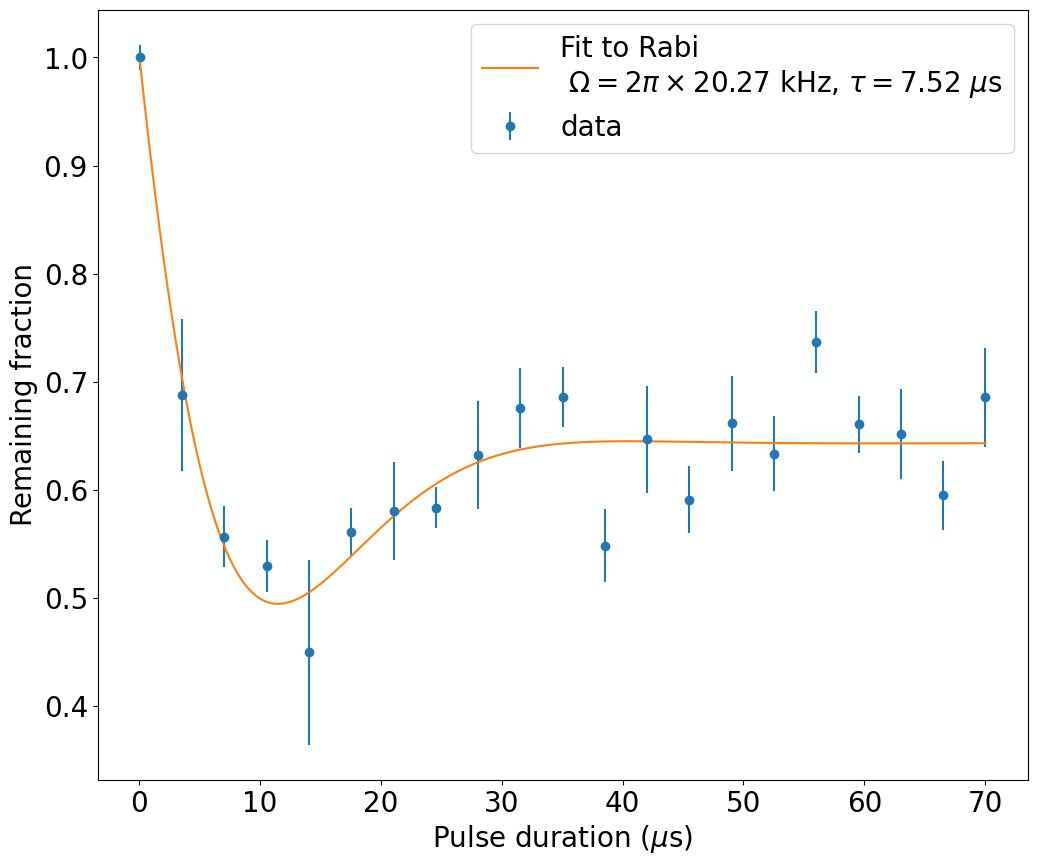 Fit to Rabi
Ω = 2π × 20.27 kHz, τ = 7.52 μs
data
1.0
0.9
0.8
0.7
0.6
0.5
0.4
Remaining fraction
0 10 20 30 40 50 60 70
Pulse duration (μs)